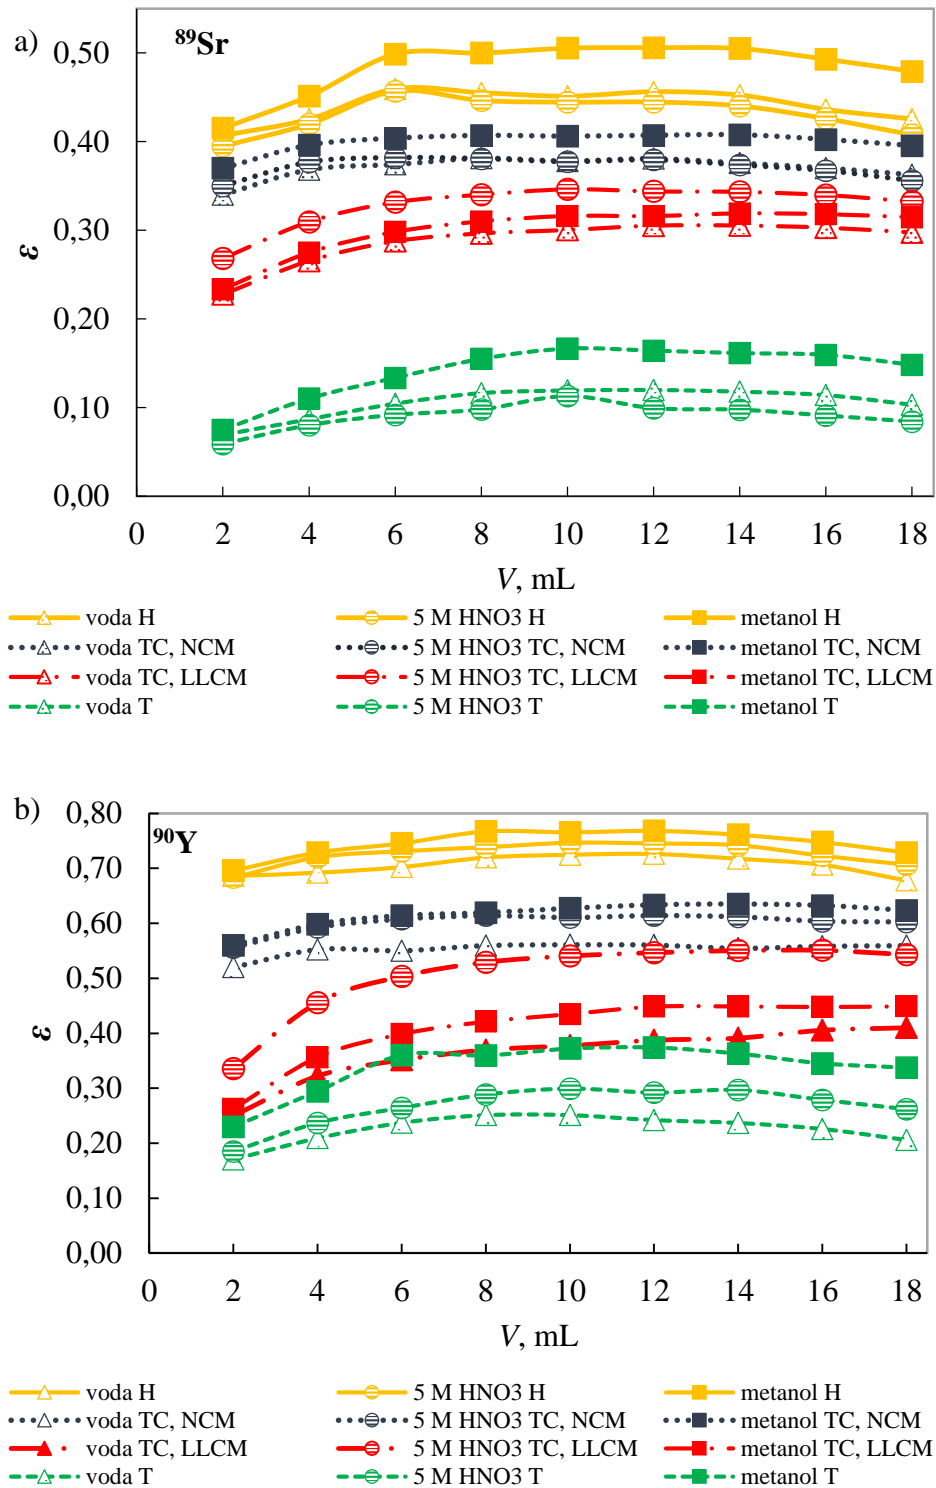 a)
⁸⁹Sr
0,50
0,40
0,30
0,20
0,10
0,00
ε
0 2 4 6 8 10 12 14 16 18
V, mL
voda H 5 M HNO3 H metanol H
voda TC, NCM 5 M HNO3 TC, NCM metanol TC, NCM
voda TC, LLCM 5 M HNO3 TC, LLCM metanol TC, LLCM
voda T 5 M HNO3 T metanol T
b)
⁹⁰Y
0,80
0,70
0,60
0,50
0,40
0,30
0,20
0,10
0,00
ε
0 2 4 6 8 10 12 14 16 18
V, mL
voda H 5 M HNO3 H metanol H
voda TC, NCM 5 M HNO3 TC, NCM metanol TC, NCM
voda TC, LLCM 5 M HNO3 TC, LLCM metanol TC, LLCM
voda T 5 M HNO3 T metanol T